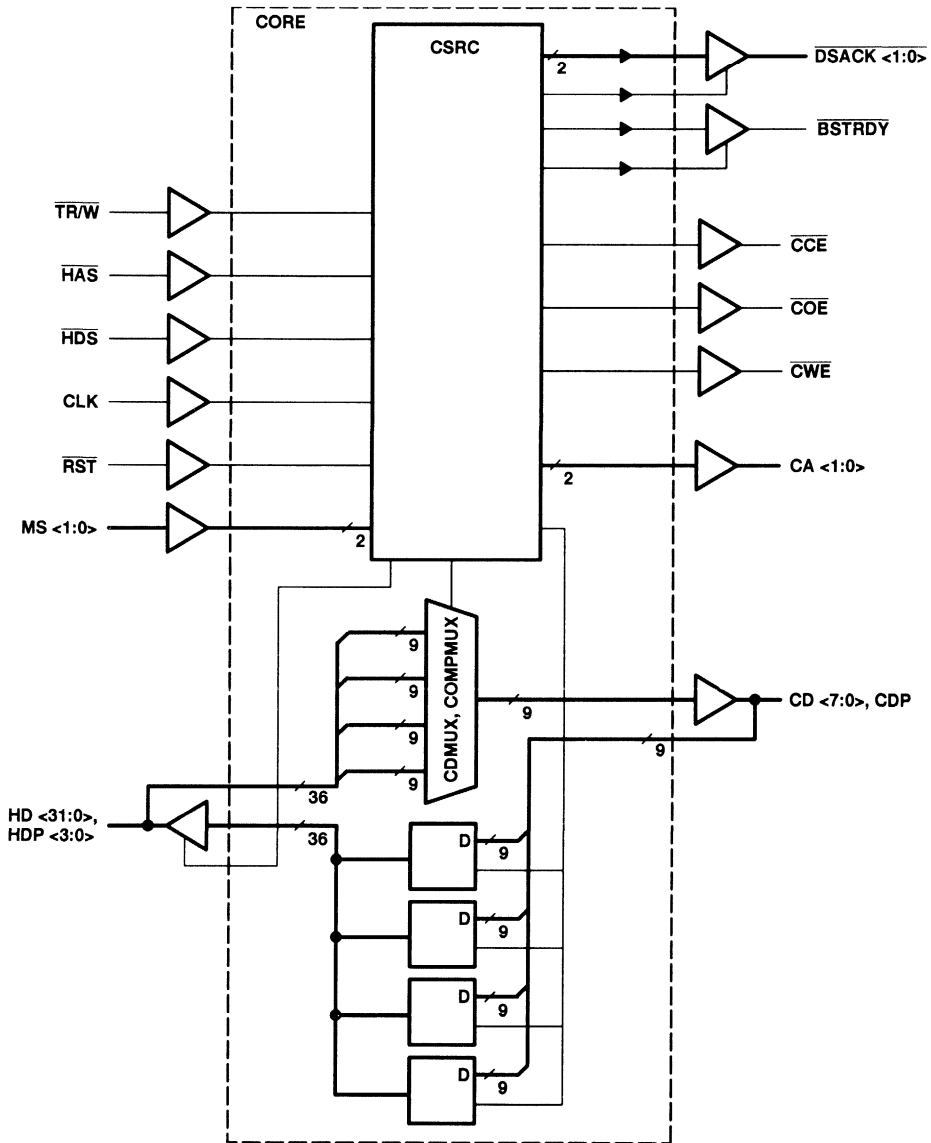 CORE
CSRC
2
DSACK <1:0>
BSTRDY
TR/W
HAS
HDS
CLK
RST
MS <1:0>
2
CCE
COE
CWE
2
CA <1:0>
CDMUX, COMPMUX
9
9
9
9
9
CD <7:0>, CDP
9
36
HD <31:0>,
HDP <3:0>
36
D
9
D
9
D
9
D
9